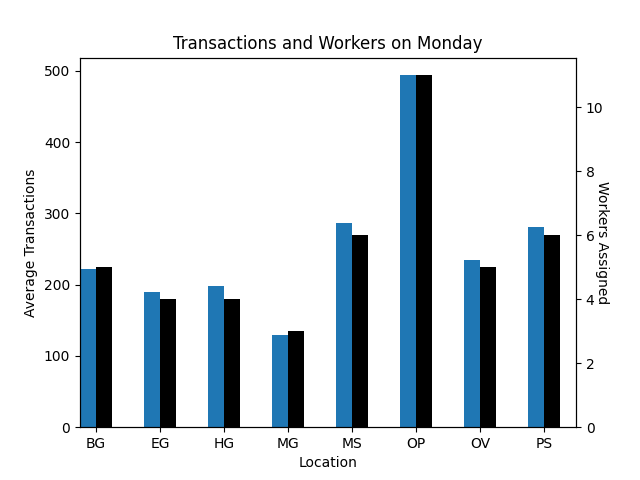 Transactions and Workers on Monday
500
400
300
200
100
0
Average Transactions
10
8
6
4
2
0
Workers Assigned
BG EG HG MG MS OP OV PS
Location